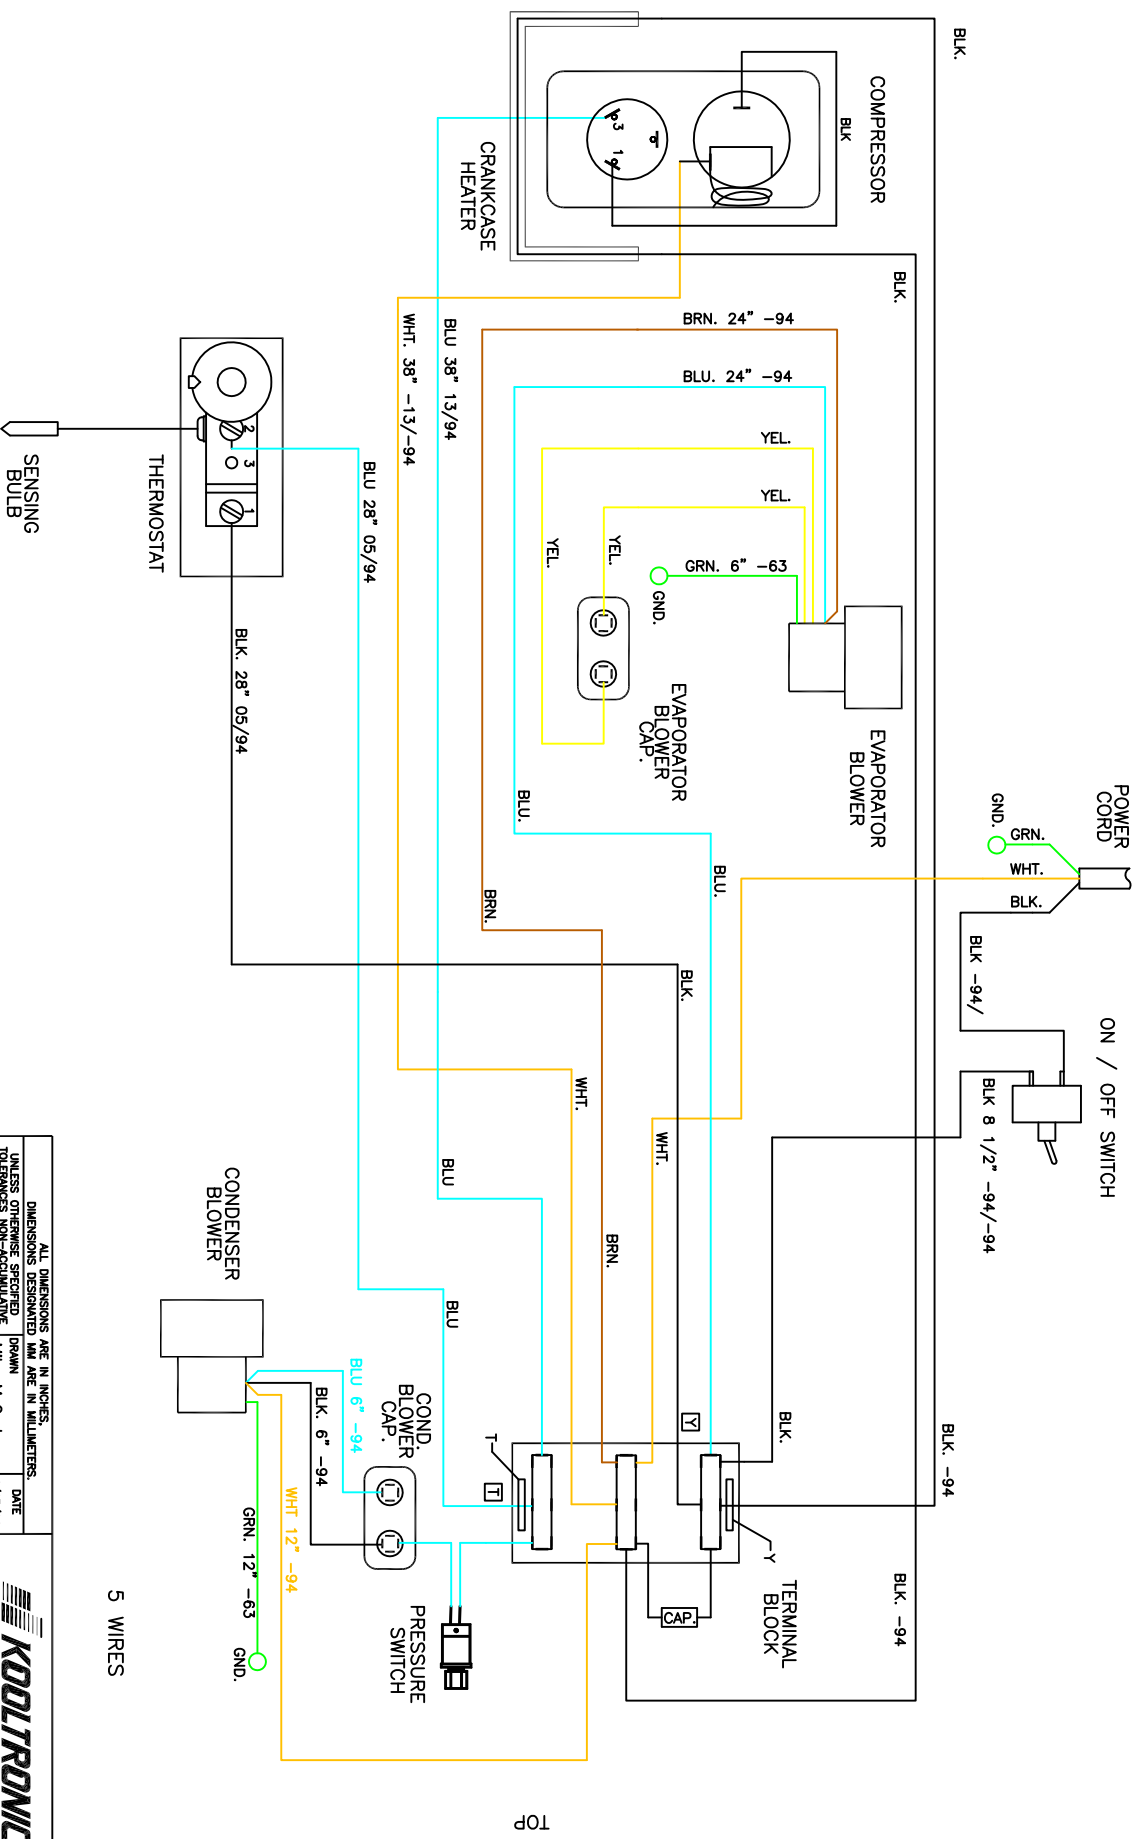 POWER
CORD
ON / OFF SWITCH
GND.
GRN.
WHT.
BLK.
BLK -94/
BLK 8 1/2" -94/-94
BLK.
COMPRESSOR
BLK
BLK.
3
1
CRANKCASE
HEATER
BRN. 24" -94
BLU. 24" -94
YEL.
YEL.
YEL.
YEL.
GRN. 6" -63
GND.
EVAPORATOR
BLOWER
EVAPORATOR
BLOWER
CAP.
BLU 38" 13/94
WHT. 38" -13/-94
BLU 28" 05/94
BLK. 28" 05/94
2
3
1
THERMOSTAT
SENSING
BULB
BLU.
BLU.
BRN.
BLK.
WHT.
WHT.
BRN.
BLU
BLU
BLK.
BLK. -94
BLK. -94
Y
T
T
Y
CAP.
TERMINAL
BLOCK
CONDENSER
BLOWER
COND.
BLOWER
CAP.
BLU 6" -94
BLK. 6" -94
WHT 12" -94
GRN. 12" -63
GND.
PRESSURE
SWITCH
5 WIRES
TOP
ALL DIMENSIONS ARE IN INCHES,
DIMENSIONS DESIGNATED MM ARE IN MILLIMETERS.
UNLESS OTHERWISE SPECIFIED
TOLERANCES NON-ACCUMULATIVE
DRAWN
DATE
KOOLTRONIC